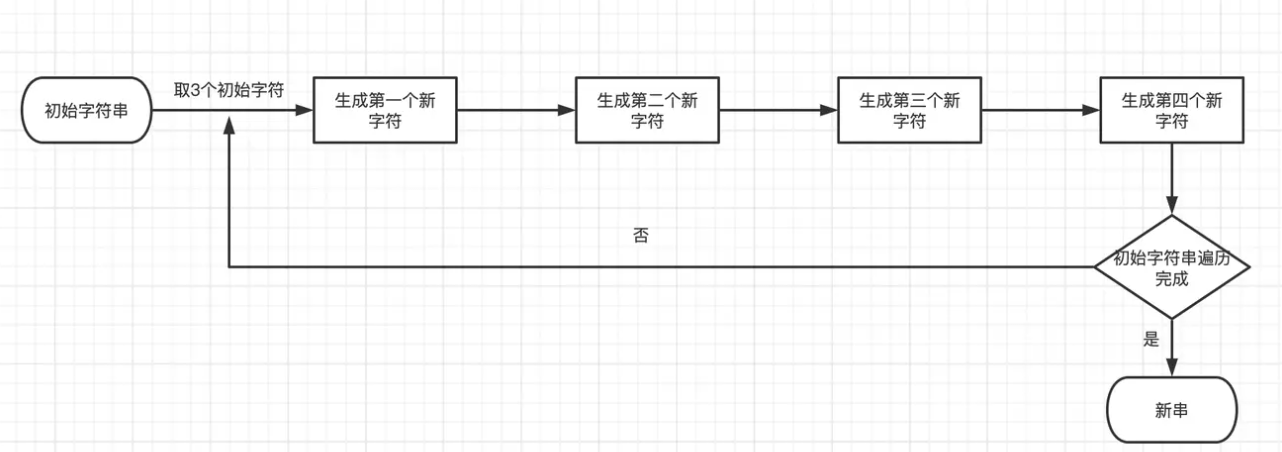 初始字符串
取3个初始字符
生成第一个新
字符
生成第二个新
字符
生成第三个新
字符
生成第四个新
字符
否
初始字符串遍历
完成
是
新串